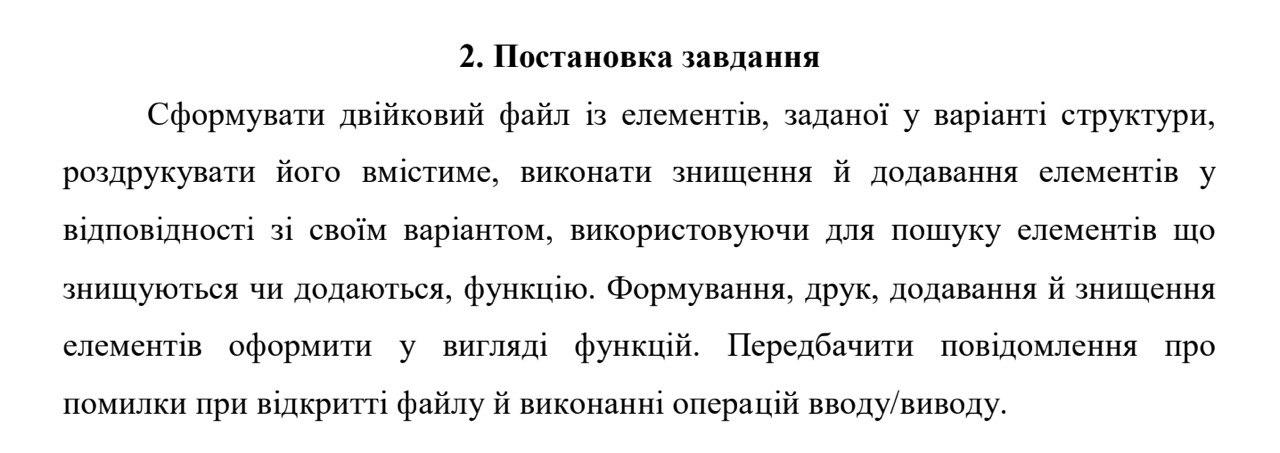 2. Постановка завдання
Сформувати двійковий файл із елементів, заданої у варіанті структури,
роздрукувати його вмістиме, виконати знищення й додавання елементів у
відповідності зі своїм варіантом, використовуючи для пошуку елементів що
знищуються чи додаються, функцію. Формування, друк, додавання й знищення
елементів оформити у вигляді функцій. Передбачити повідомлення про
помилки при відкритті файлу й виконанні операцій вводу/виводу.